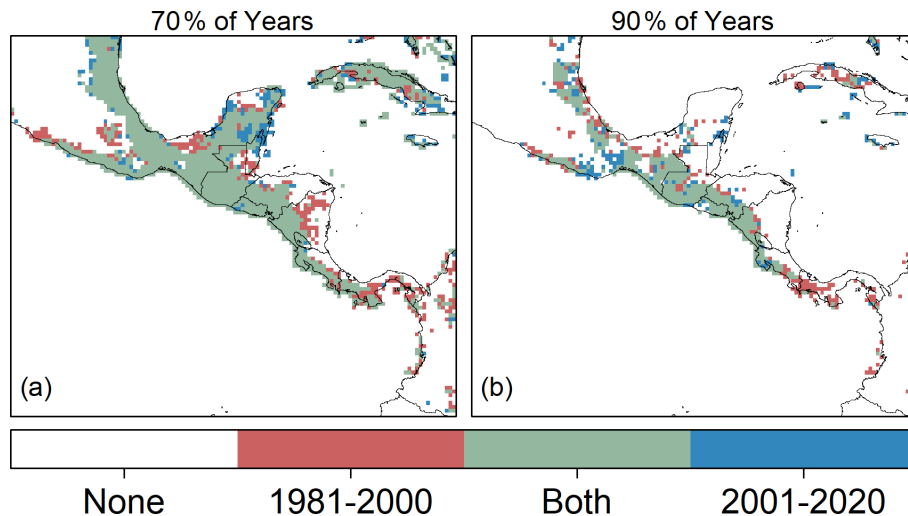 70% of Years
90% of Years
(a)
(b)
None
1981-2000
Both
2001-2020